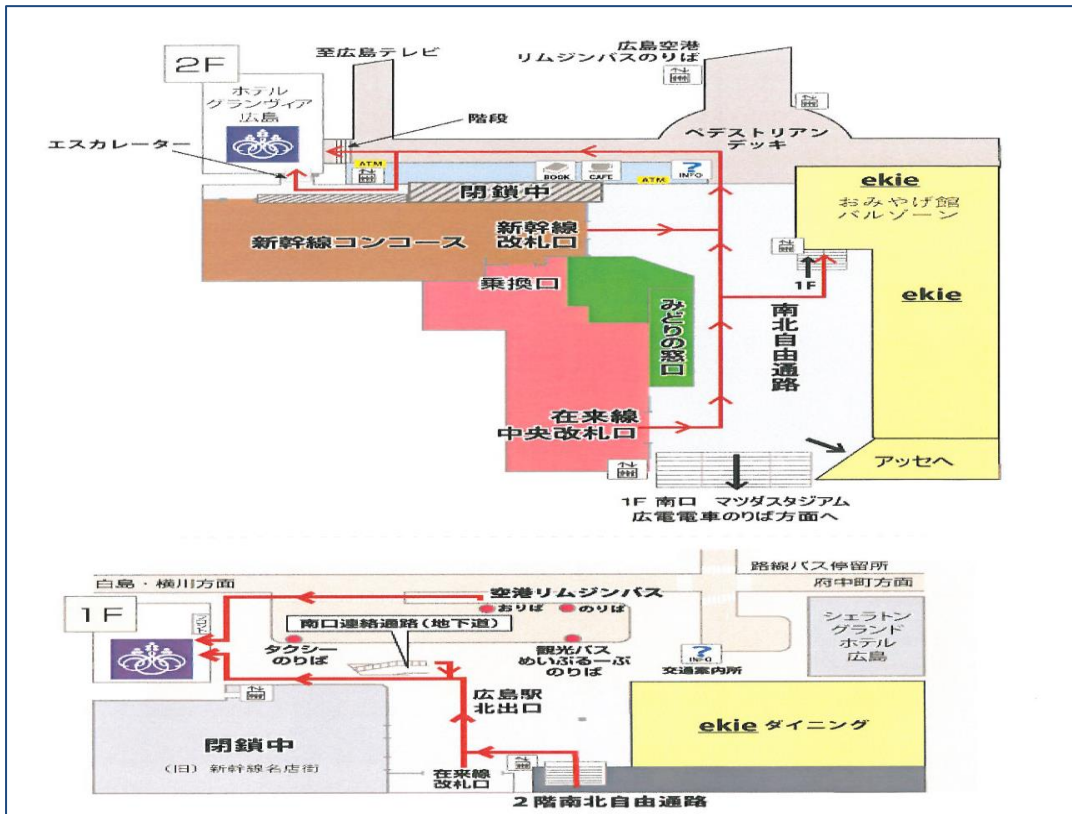 2F
ホテル
グランヴィア
広島
至広島テレビ
広島空港
リムジンバスのりば
エスカレーター
階段
ペデストリアン
デッキ
ATM
BOOK
CAFE
ATM
?
INFO
閉鎖中
ekie
おみやげ館
バルゾーン
新幹線コンコース
新幹線
改札口
乗換口
みどりの窓口
1F
南北自由通路
ekie
在来線
中央改札口
アッセへ
1F 南口 マツダスタジアム
広電電車のりば方面へ
路線バス停留所
白島・横川方面
府中町方面
1F
空港リムジンバス
おりば
のりば
南口連絡通路(地下道)
タクシー
のりば
観光バス
めいぷるーぷ
のりば
?
INFO
交通案内所
シェラトン
グランド
ホテル
広島
広島駅
北出口
ekie ダイニング
閉鎖中
(旧)新幹線名店街
在来線
改札口
2階南北自由通路